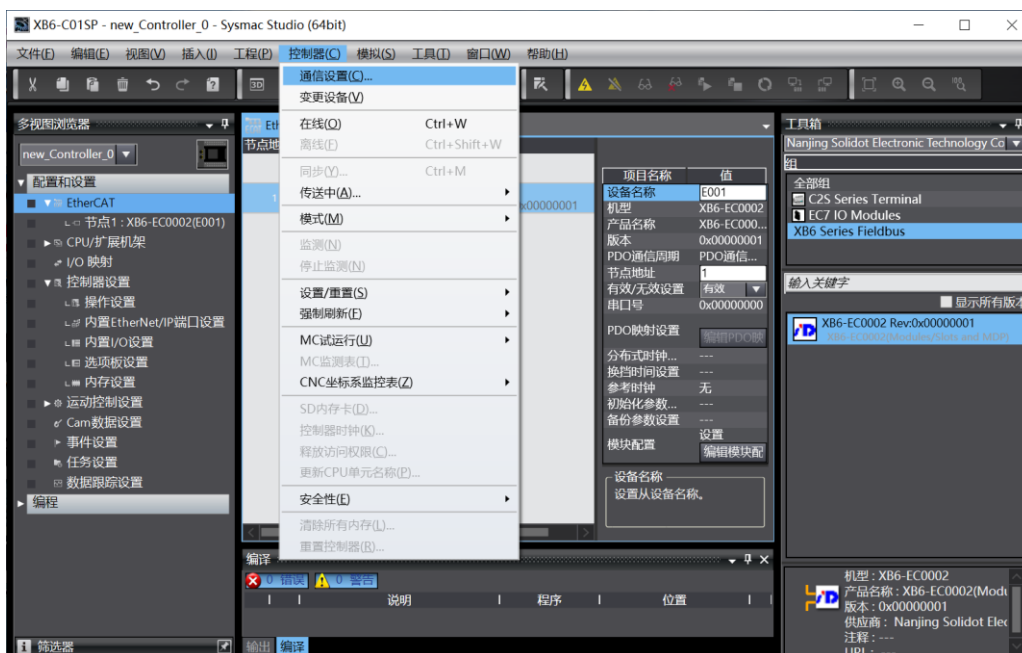 XB6-C01SP - new_Controller_0 - Sysmac Studio (64bit)
文件(F) 编辑(E) 视图(V) 插入(I) 工程(P) 控制器(C) 模拟(S) 工具(T) 窗口(W) 帮助(H)
通信设置(C)...
变更设备(V)
在线(O) Ctrl+W
离线(F) Ctrl+Shift+W
同步(Y)... Ctrl+M
传送中(A)...
模式(M)
监测(N)
停止监测(N)
设置/重置(S)
强制刷新(F)
MC试运行(U)
MC监测表(T)...
CNC坐标系监控表(Z)
SD内存卡(D)...
控制器时钟(K)...
释放访问权限(C)...
更新CPU单元名称(P)...
安全性(E)
清除所有内存(L)...
重置控制器(R)...
多视图浏览器
new_Controller_0
配置和设置
EtherCAT
节点1 : XB6-EC0002(E001)
CPU/扩展机架
I/O 映射
控制器设置
操作设置
内置EtherNet/IP端口设置
内置I/O设置
选项板设置
内存设置
运动控制设置
Cam数据设置
事件设置
任务设置
数据跟踪设置
编程
筛选器
Eth
节点地
1
0x00000001
项目名称 值
设备名称 E001
机型 XB6-EC0002
产品名称 XB6-EC000...
版本 0x00000001
PDO通信周期 PDO通信...
节点地址 1
有效/无效设置 有效
串口号 0x00000000
PDO映射设置 编辑PDO映
分布式时钟... ---
换挡时间设置 ---
参考时钟 无
初始化参数... ---
备份参数设置 ---
模块配置 设置
编辑模块配
设备名称
设置从设备名称。
编译
0 错误 0 警告
说明 程序 位置
输出 编译
工具箱
Nanjing Solidot Electronic Technology Co
组
全部组
C2S Series Terminal
EC7 IO Modules
XB6 Series Fieldbus
输入关键字
显示所有版本
XB6-EC0002 Rev:0x00000001
XB6-EC0002(Modules/Slots and MDP)
机型 : XB6-EC0002
产品名称 : XB6-EC0002(Modu
版本 : 0x00000001
供应商 : Nanjing Solidot Elec
注释 : ---
URL : ---